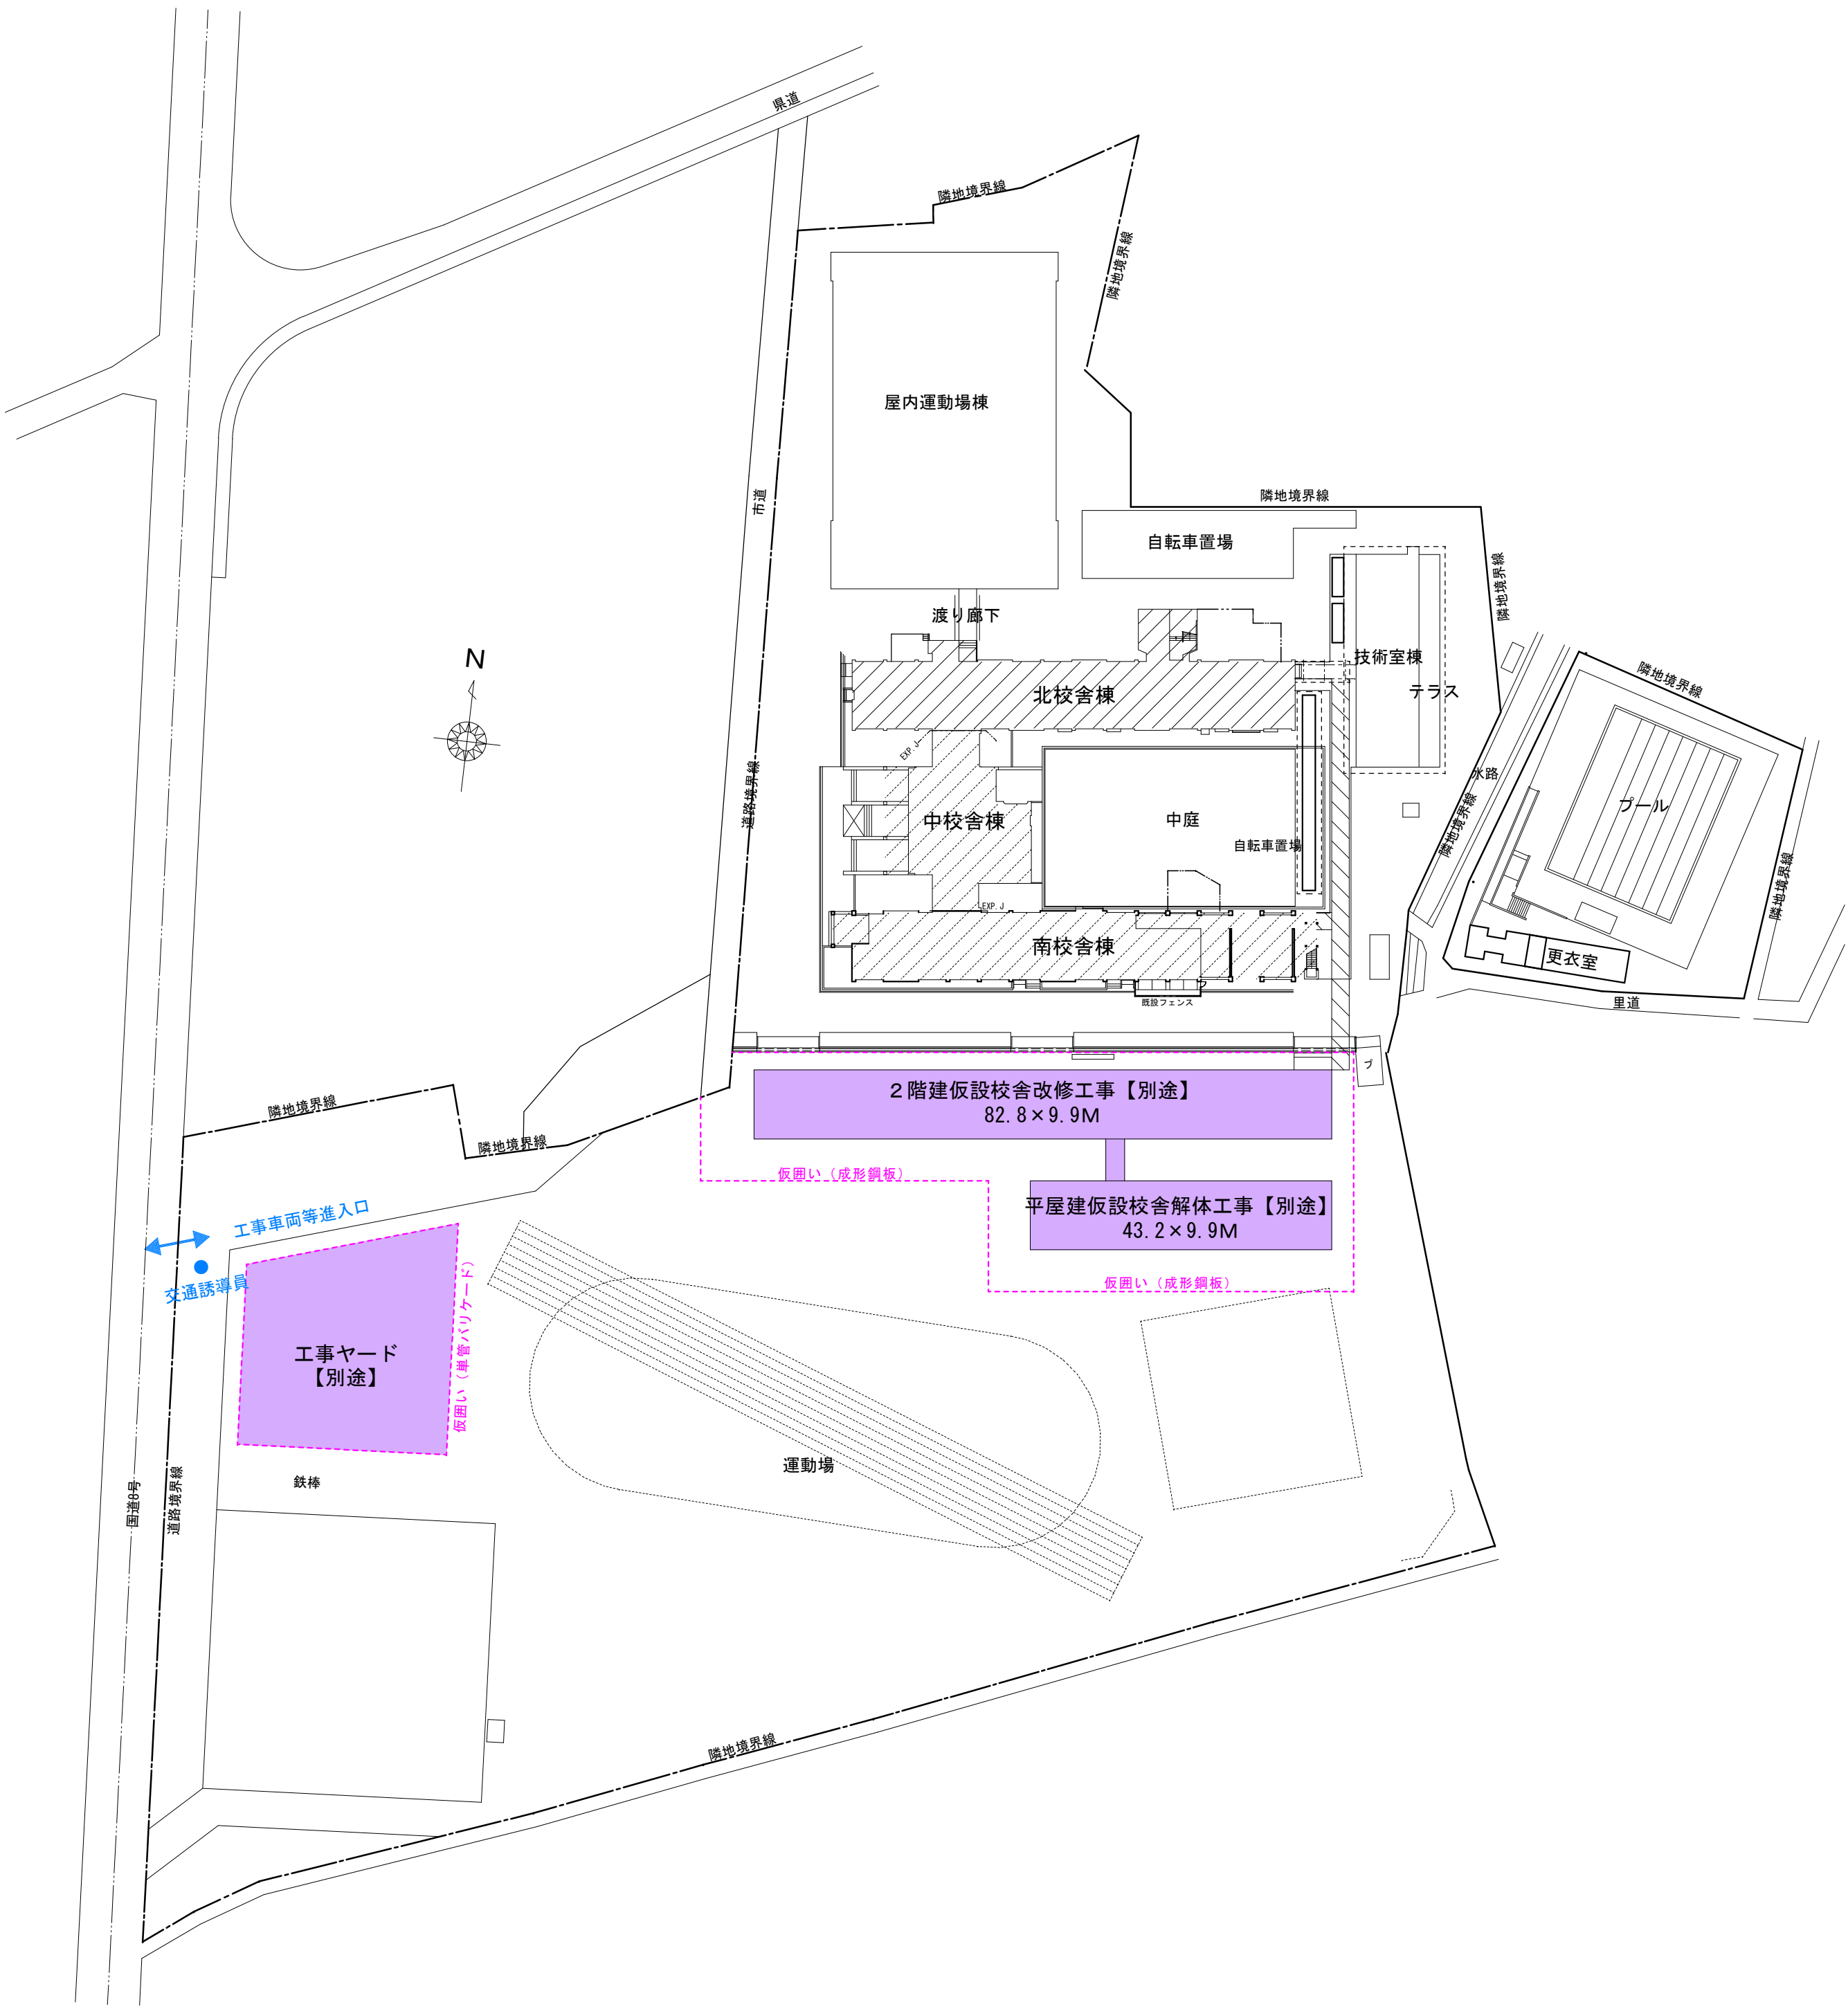 県道
隣地境界線
隣地境界線
屋内運動場棟
市道
隣地境界線
自転車置場
隣地境界線
渡り廊下
N
技術室棟
テラス
隣地境界線
北校舎棟
EXP.J
水路
道路境界線
中校舎棟
中庭
プール
自転車置場
隣地境界線
隣地境界線
EXP.J
南校舎棟
更衣室
既設フェンス
里道
プ
2階建仮設校舎改修工事【別途】
82.8×9.9M
隣地境界線
隣地境界線
仮囲い（成形鋼板）
平屋建仮設校舎解体工事【別途】
43.2×9.9M
工事車両等進入口
交通誘導員
仮囲い（成形鋼板）
仮囲い（単管バリケード）
工事ヤード
【別途】
運動場
鉄棒
国道8号
道路境界線
隣地境界線